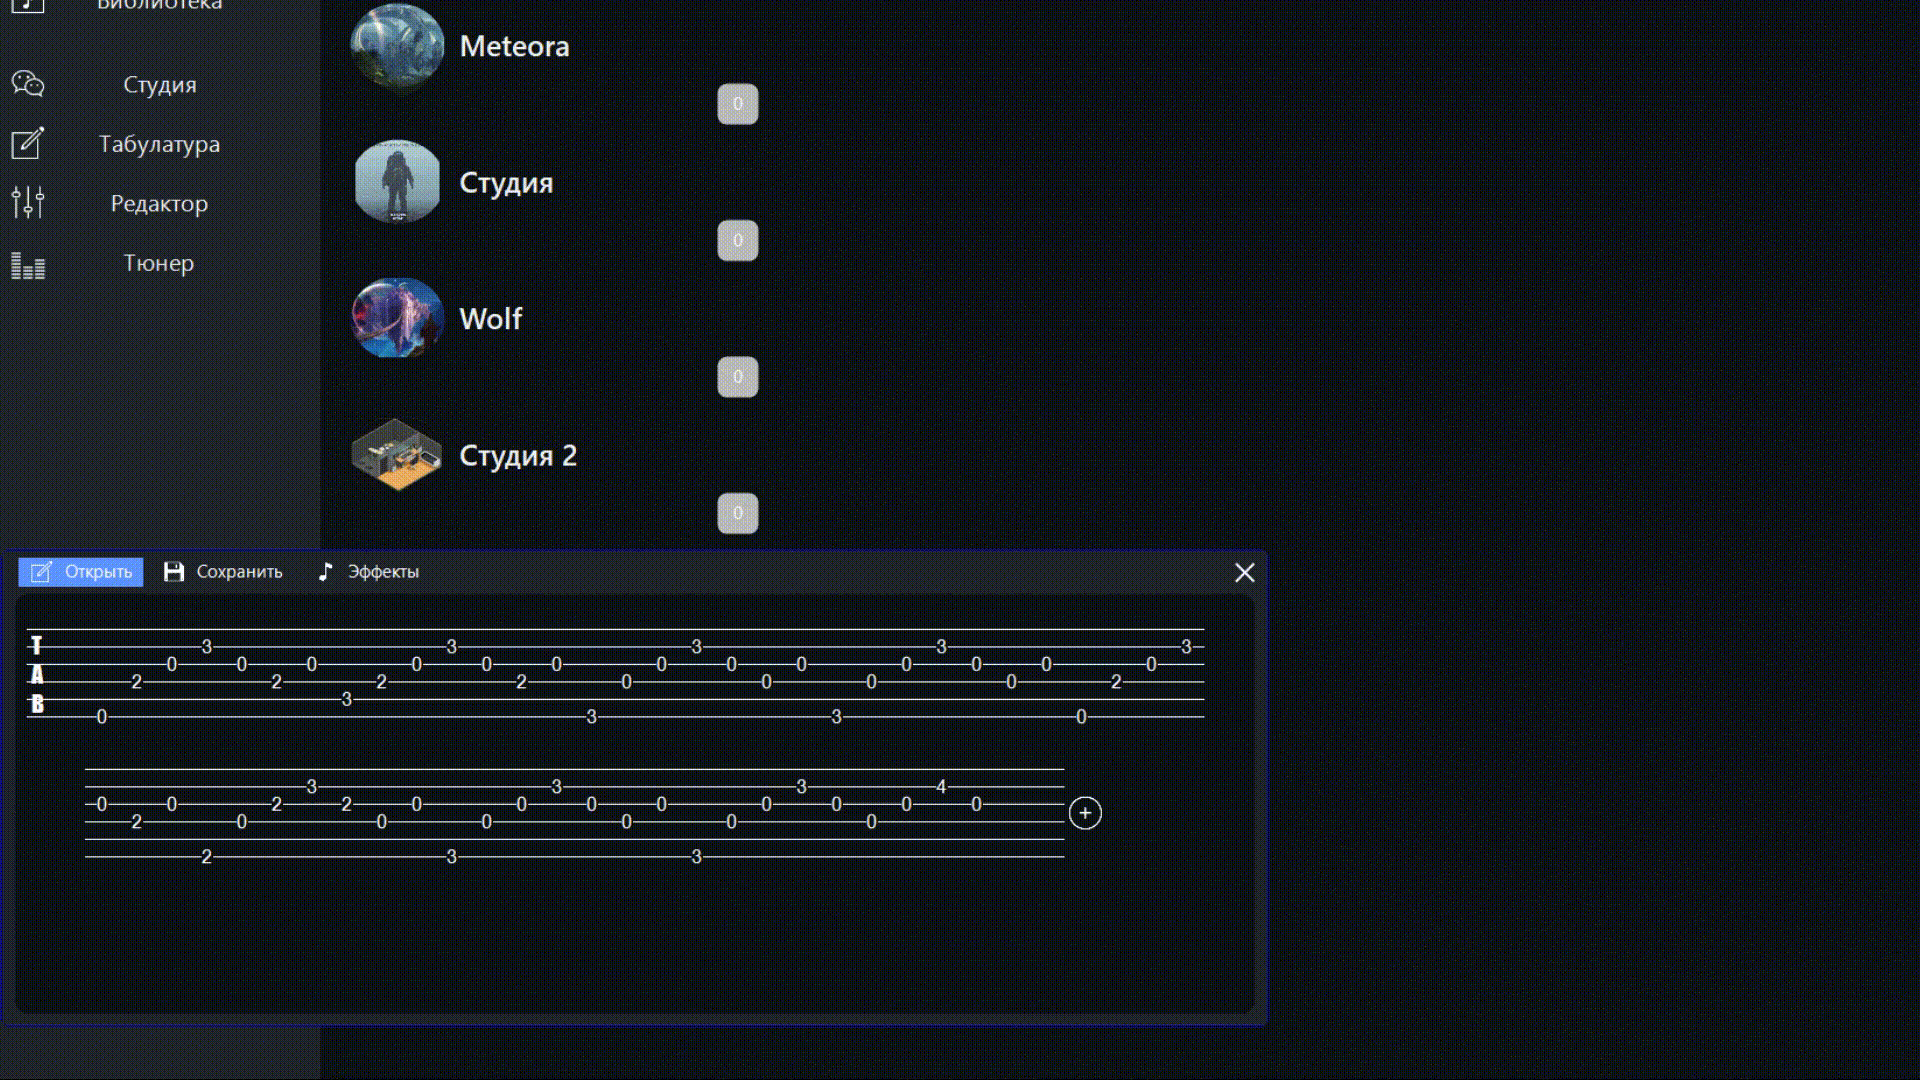 Библиотека
Студия
Табулатура
Редактор
Тюнер
Meteora
0
Студия
0
Wolf
0
Студия 2
0
Открыть Сохранить Эффекты
T 3 3 3 3 3
0 0 0 0 0 0 0 0 0 0 0 0 0
A 2 2 2 2 0 0 0 0 2
B 3
0 3 3 0
3 3 3 4
0 0 2 2 0 0 0 0 0 0 0 0
2 0 0 0 0 0 0
2 3 3